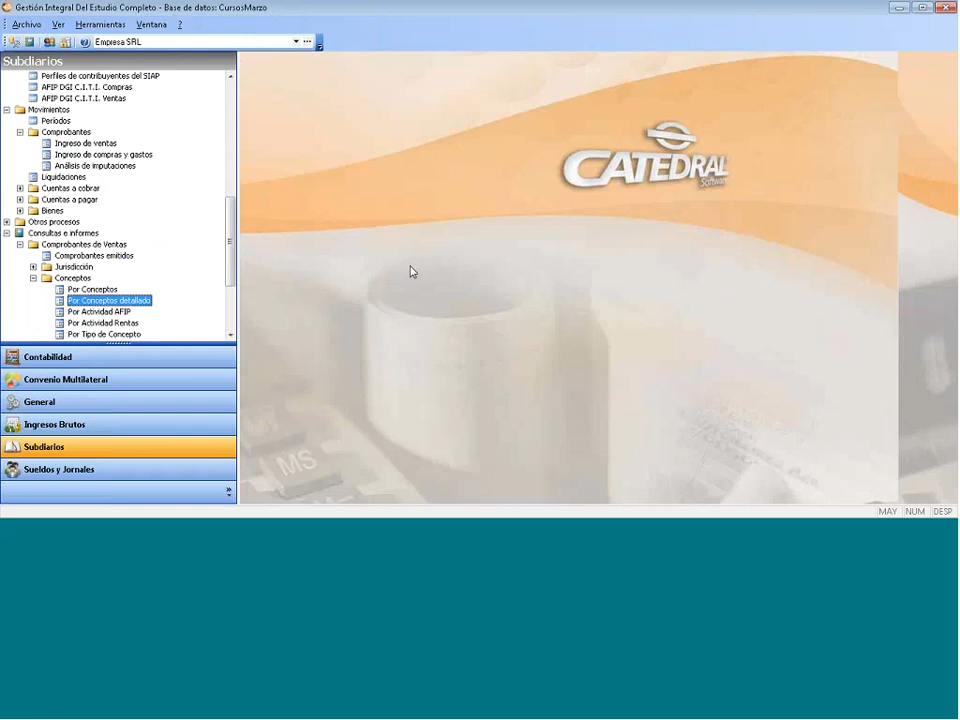 Gestión Integral Del Estudio Completo - Base de datos: CursosMarzo
Archivo Ver Herramientas Ventana ?
Empresa SRL
Subdiarios
Perfiles de contribuyentes del SIAP
AFIP DGI C.I.T.I. Compras
AFIP DGI C.I.T.I. Ventas
Movimientos
Períodos
Comprobantes
Ingreso de ventas
Ingreso de compras y gastos
Análisis de imputaciones
Liquidaciones
Cuentas a cobrar
Cuentas a pagar
Bienes
Otros procesos
Consultas e informes
Comprobantes de Ventas
Comprobantes emitidos
Jurisdicción
Conceptos
Por Conceptos
Por Conceptos detallado
Por Actividad AFIP
Por Actividad Rentas
Por Tipo de Concepto
Contabilidad
Convenio Multilateral
General
Ingresos Brutos
Subdiarios
Sueldos y Jornales
CATEDRAL
Software
MS
MAY NUM DESP